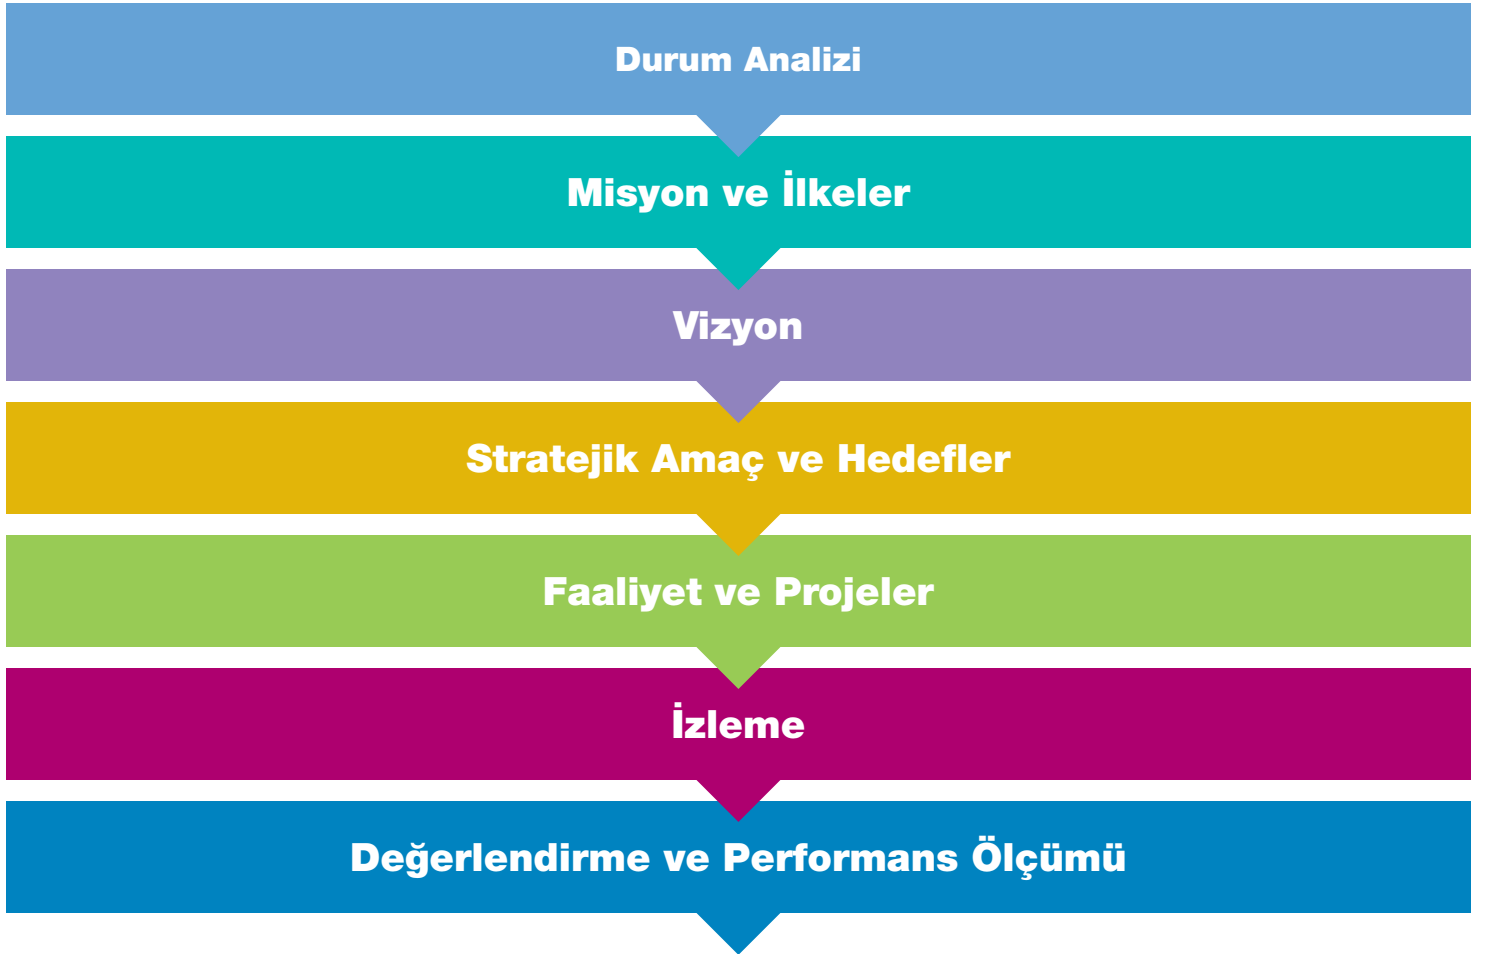 Durum Analizi
Misyon ve İlkeler
Vizyon
Stratejik Amaç ve Hedefler
Faaliyet ve Projeler
İzleme
Değerlendirme ve Performans Ölçümü